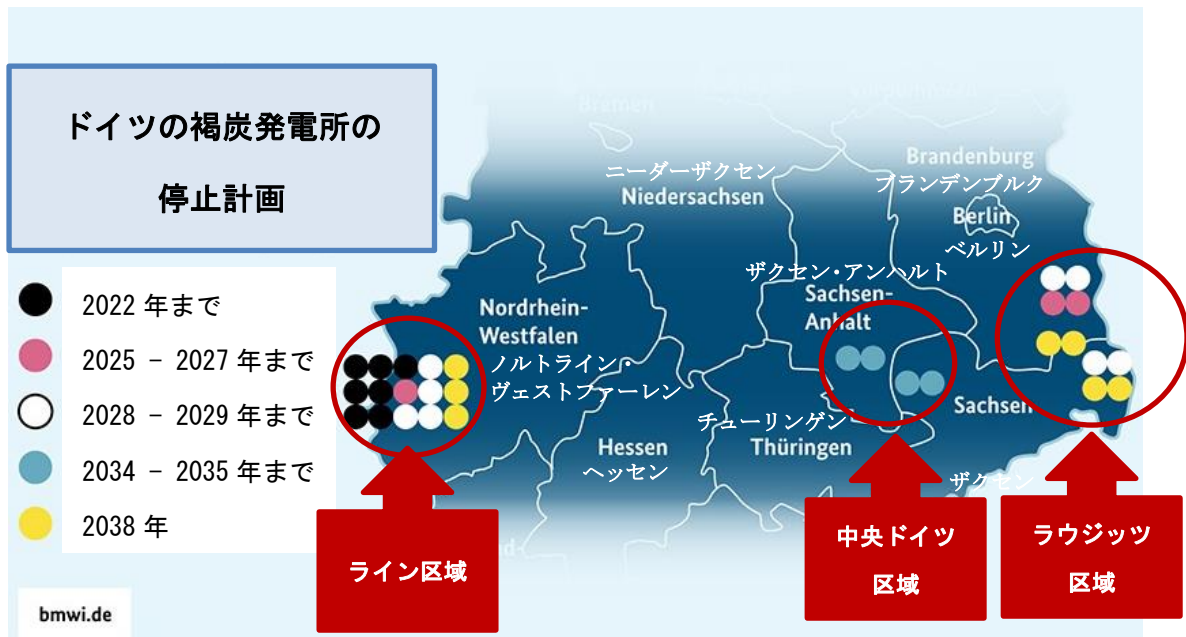 ドイツの褐炭発電所の
停止計画
2022 年まで
2025 － 2027 年まで
2028 － 2029 年まで
2034 － 2035 年まで
2038 年
bmwi.de
Bremen
ニーダーザクセン
Niedersachsen
Brandenburg
ブランデンブルク
Berlin
ベルリン
ザクセン・アンハルト
Sachsen-
Anhalt
Nordrhein-
Westfalen
ノルトライン・
ヴェストファーレン
チューリンゲン
Thüringen
Hessen
ヘッセン
Sachsen
ザクセン
ライン区域
中央ドイツ
区域
ラウジッツ
区域